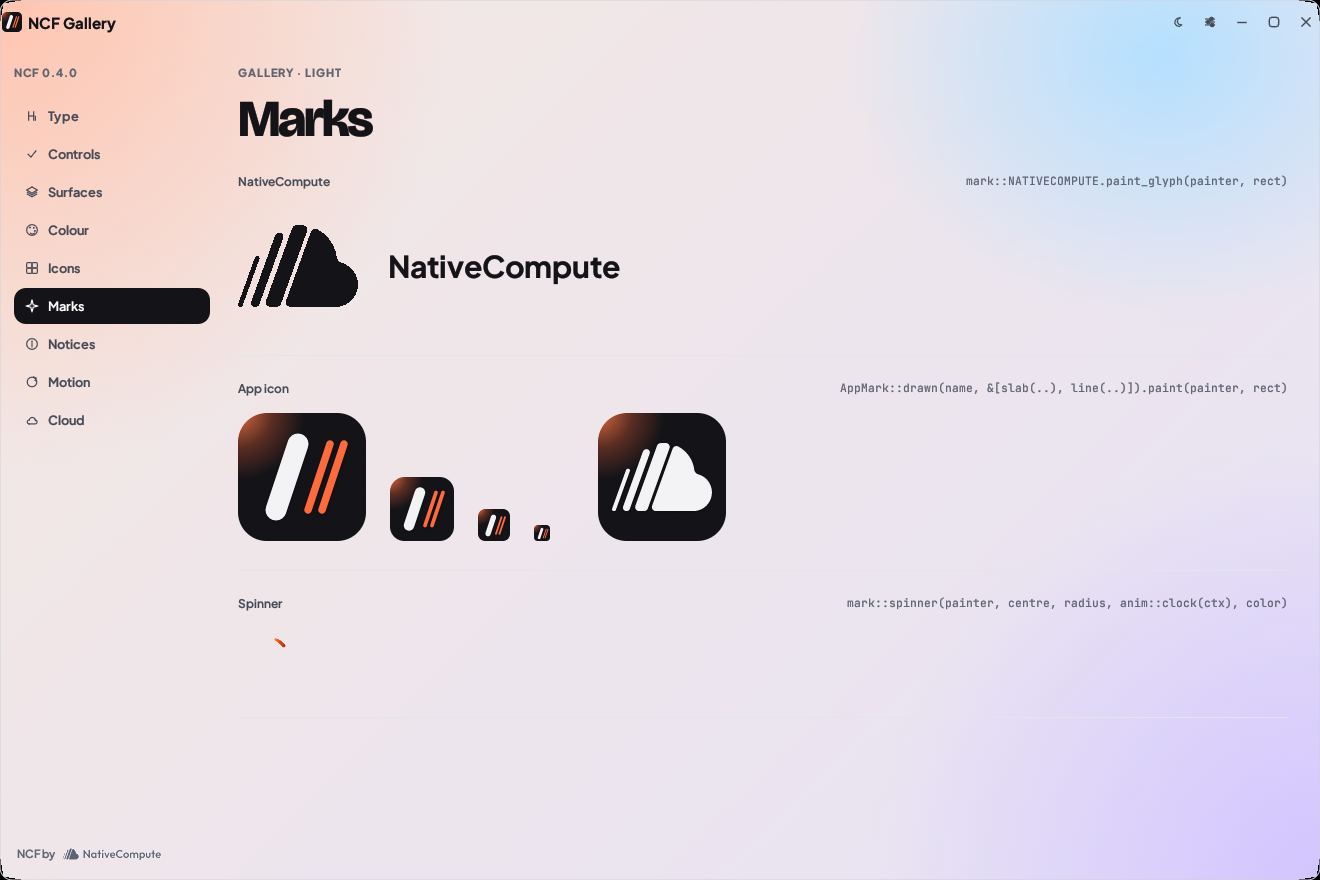 NCF Gallery
NCF 0.4.0
Type
Controls
Surfaces
Colour
Icons
Marks
Notices
Motion
Cloud
GALLERY · LIGHT
Marks
NativeCompute
mark::NATIVECOMPUTE.paint_glyph(painter, rect)
NativeCompute
App icon
AppMark::drawn(name, &[slab(..), line(..)]).paint(painter, rect)
Spinner
mark::spinner(painter, centre, radius, anim::clock(ctx), color)
NCF by NativeCompute